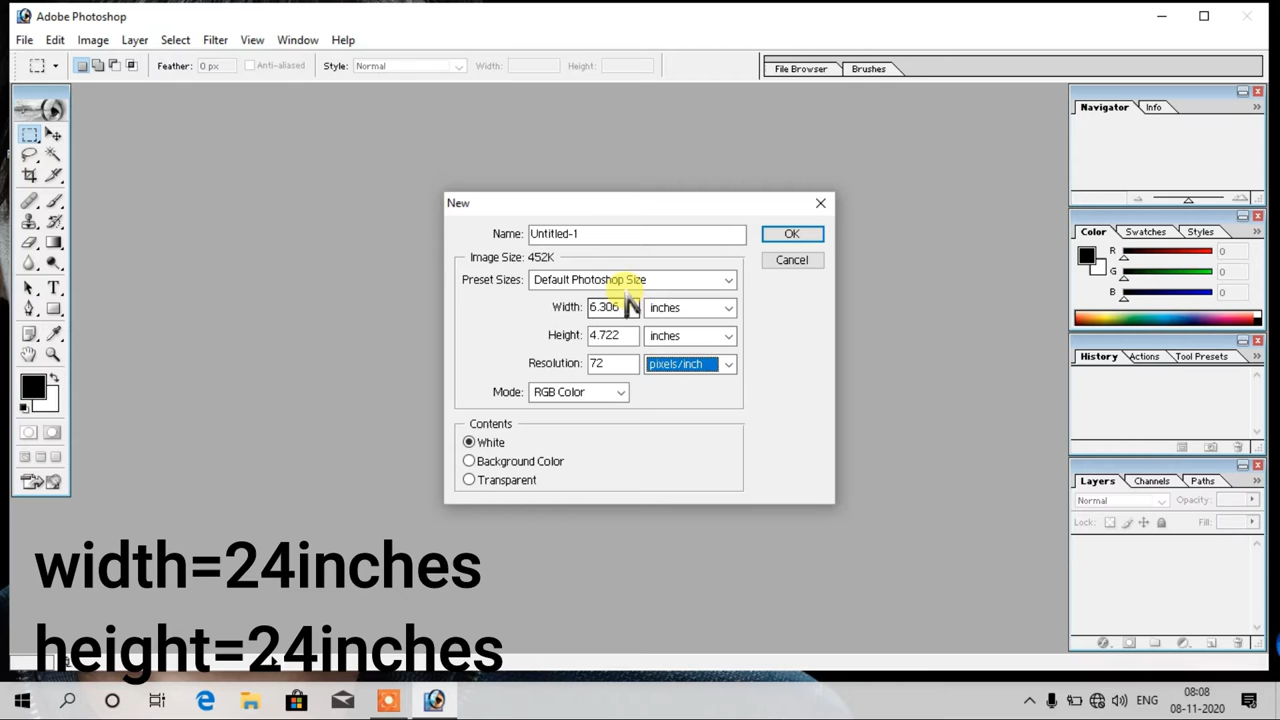 Adobe Photoshop
File Edit Image Layer Select Filter View Window Help
Feather: 0 px Anti-aliased Style: Normal Width: Height: File Browser Brushes
Navigator Info
New
Name: Untitled-1 OK
Image Size: 452K Cancel
Preset Sizes: Default Photoshop Size
Width: 6.306 inches
Height: 4.722 inches
Resolution: 72 pixels/inch
Mode: RGB Color
Contents
White
Background Color
Transparent
Color Swatches Styles
R 0
G 0
B 0
History Actions Tool Presets
Layers Channels Paths
Normal Opacity:
Lock: Fill:
width=24inches
height=24inches
ENG 08:08
08-11-2020